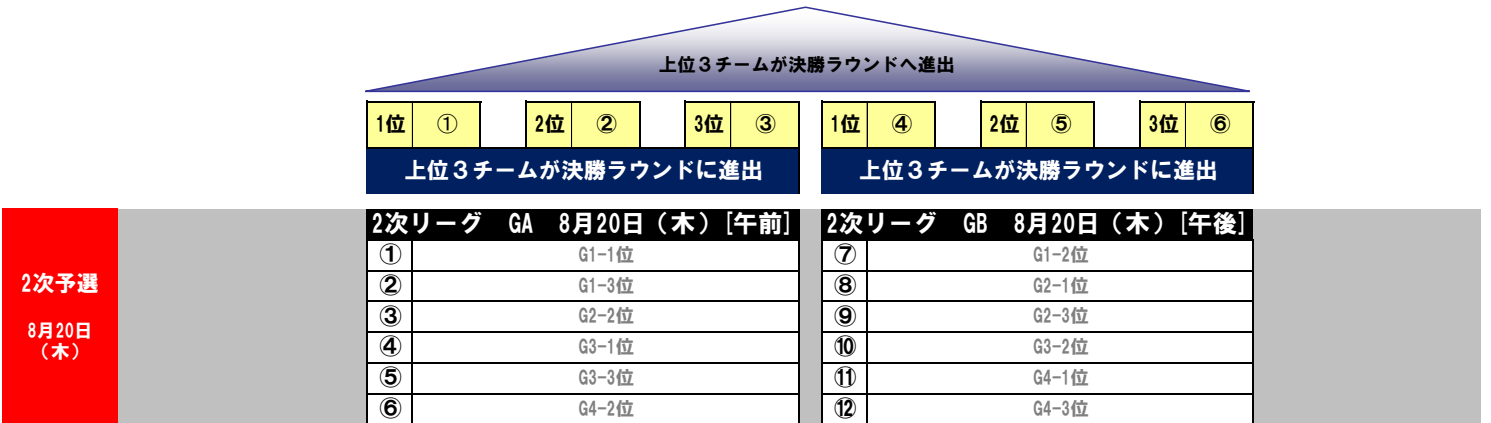 上位３チームが決勝ラウンドへ進出
1位 ① 2位 ② 3位 ③ 1位 ④ 2位 ⑤ 3位 ⑥
上位３チームが決勝ラウンドに進出 上位３チームが決勝ラウンドに進出
2次リーグ GA 8月20日（木）[午前] 2次リーグ GB 8月20日（木）[午後]
① G1-1位 ⑦ G1-2位
2次予選 ② G1-3位 ⑧ G2-1位
8月20日 ③ G2-2位 ⑨ G2-3位
（木） ④ G3-1位 ⑩ G3-2位
⑤ G3-3位 ⑪ G4-1位
⑥ G4-2位 ⑫ G4-3位